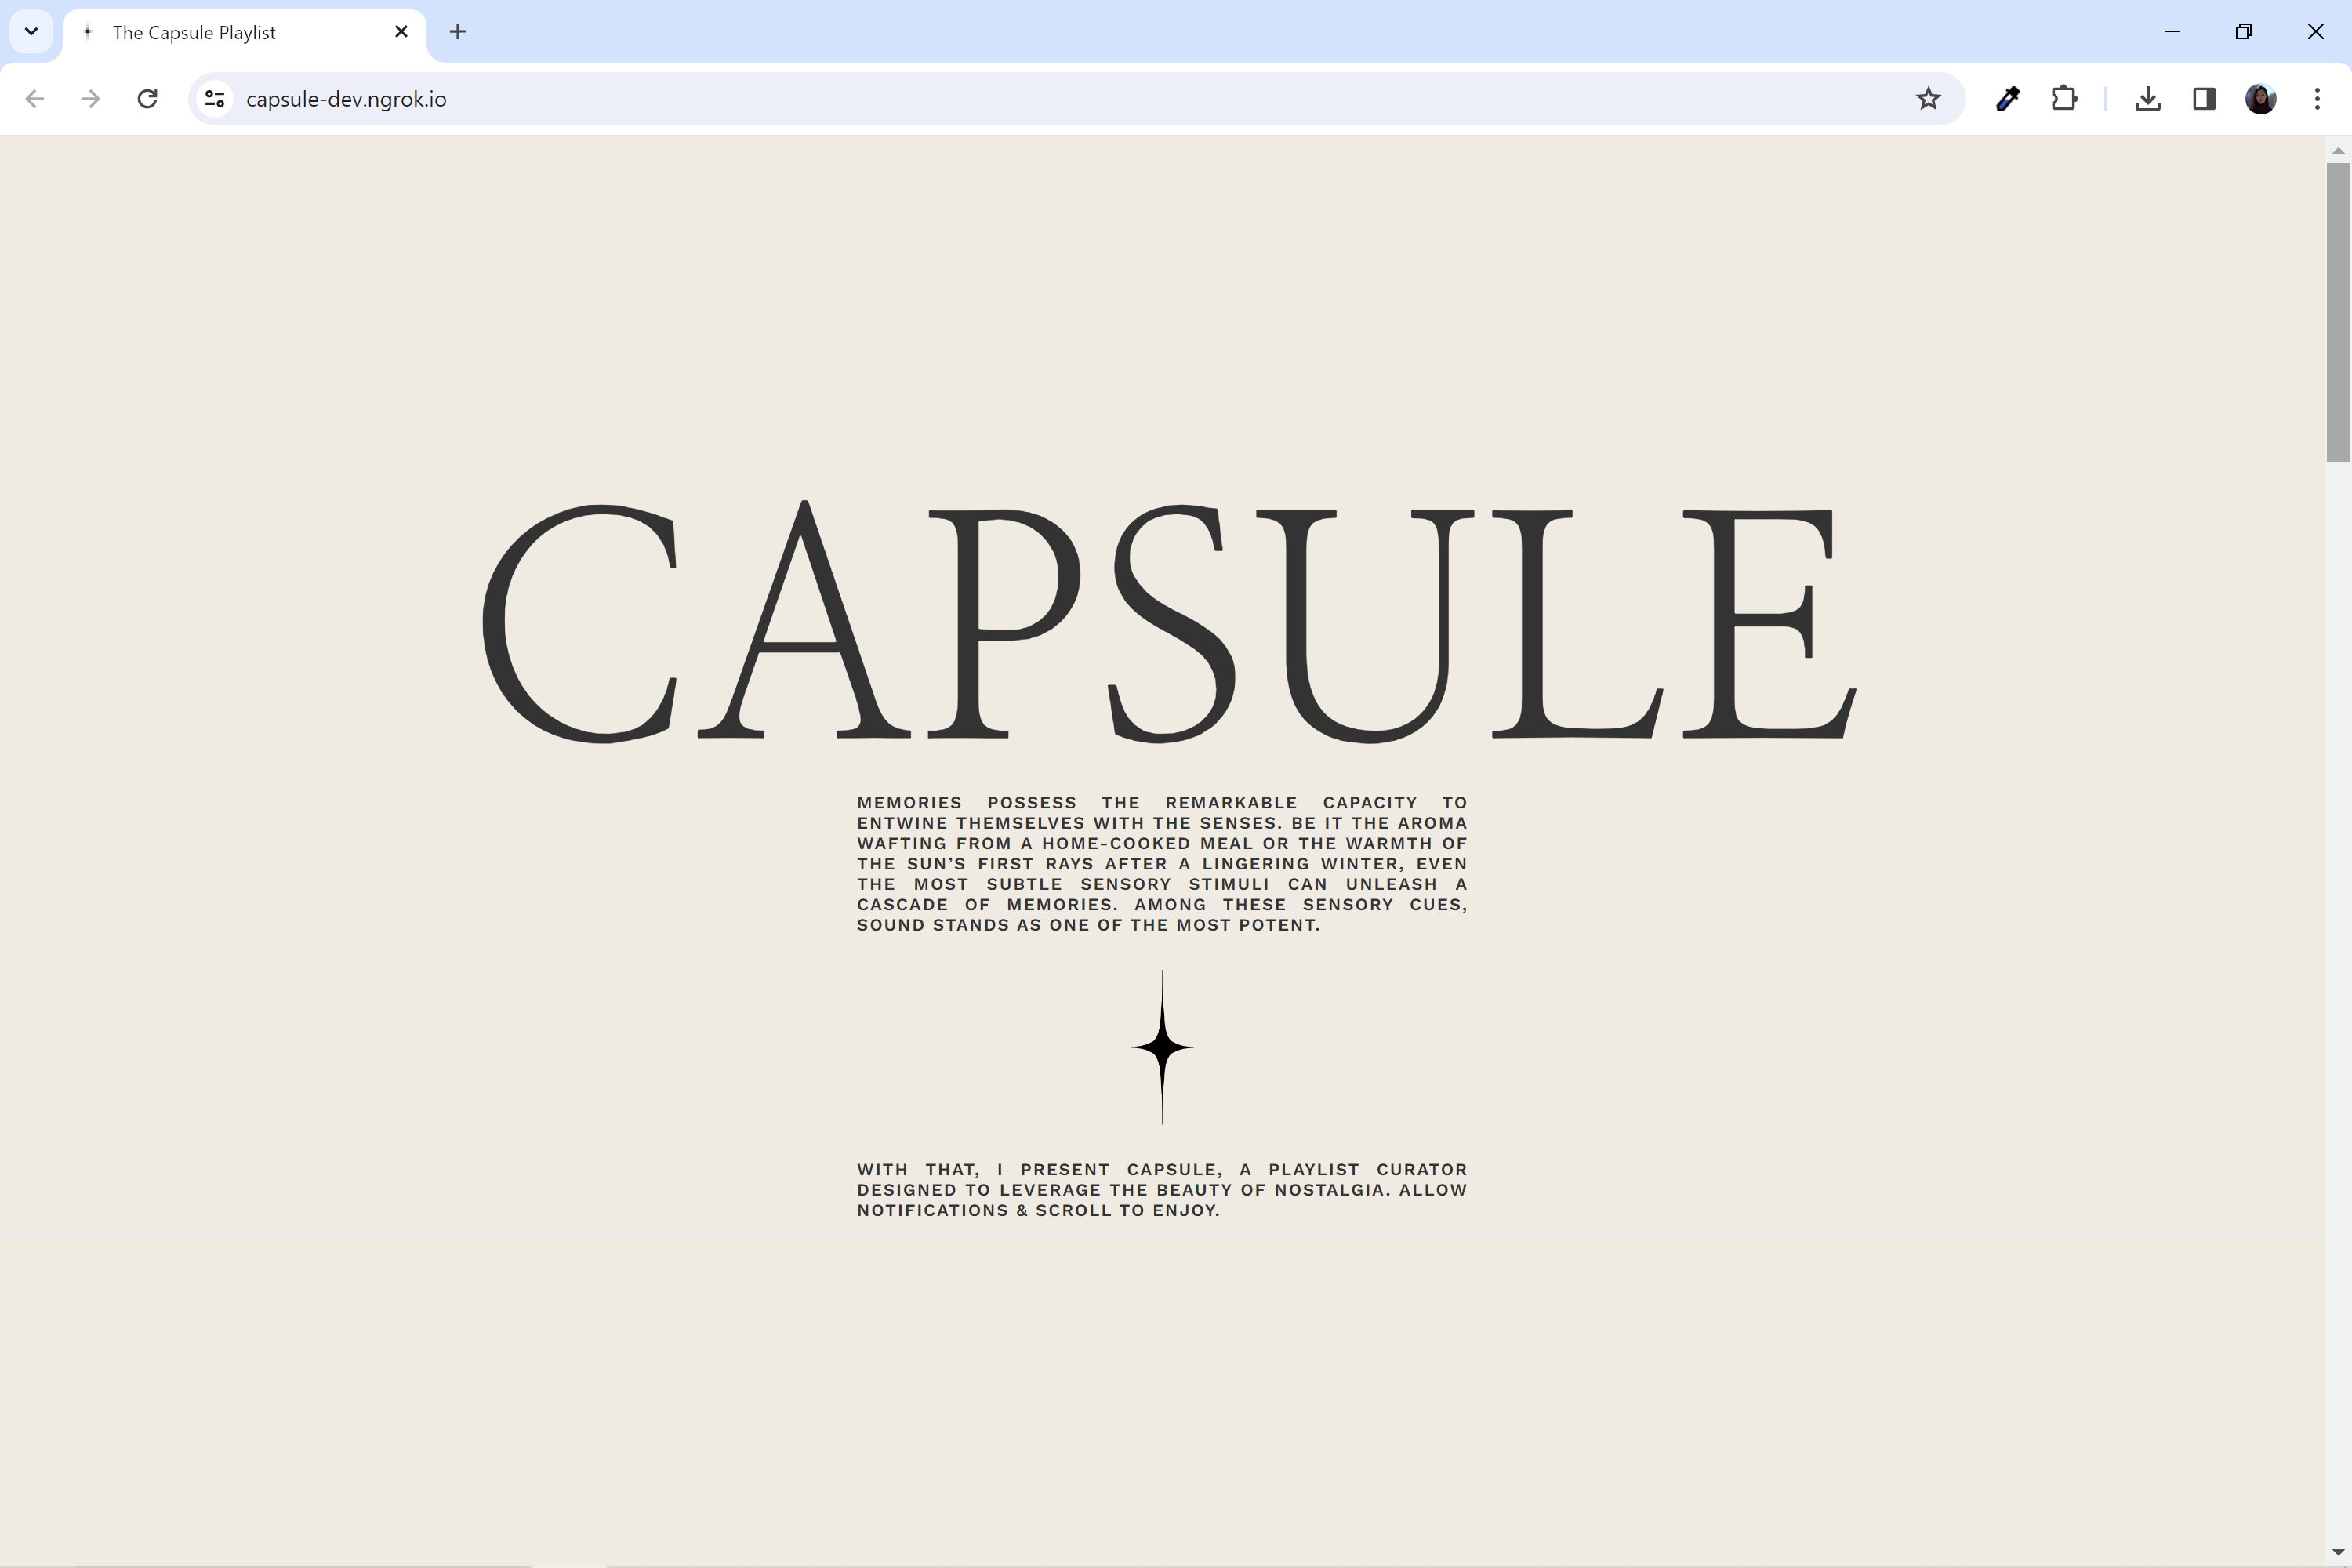 The Capsule Playlist
capsule-dev.ngrok.io
CAPSULE
MEMORIES POSSESS THE REMARKABLE CAPACITY TO
ENTWINE THEMSELVES WITH THE SENSES. BE IT THE AROMA
WAFTING FROM A HOME-COOKED MEAL OR THE WARMTH OF
THE SUN’S FIRST RAYS AFTER A LINGERING WINTER, EVEN
THE MOST SUBTLE SENSORY STIMULI CAN UNLEASH A
CASCADE OF MEMORIES. AMONG THESE SENSORY CUES,
SOUND STANDS AS ONE OF THE MOST POTENT.
WITH THAT, I PRESENT CAPSULE, A PLAYLIST CURATOR
DESIGNED TO LEVERAGE THE BEAUTY OF NOSTALGIA. ALLOW
NOTIFICATIONS & SCROLL TO ENJOY.